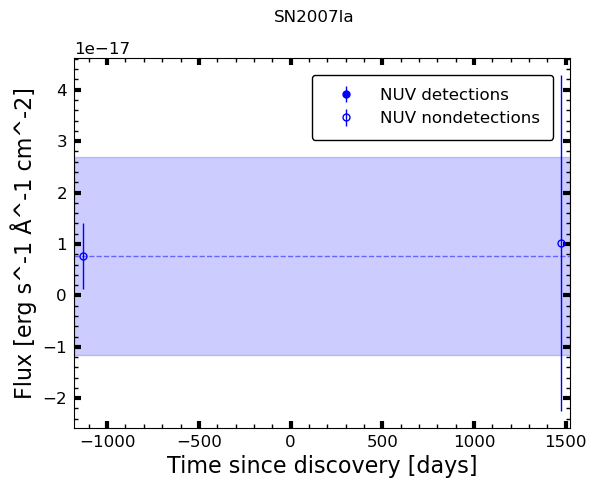 SN2007la
1e−17
NUV detections
NUV nondetections
4
3
2
1
0
−1
−2
Flux [erg s^-1 Å^-1 cm^-2]
−1000
−500
0
500
1000
1500
Time since discovery [days]